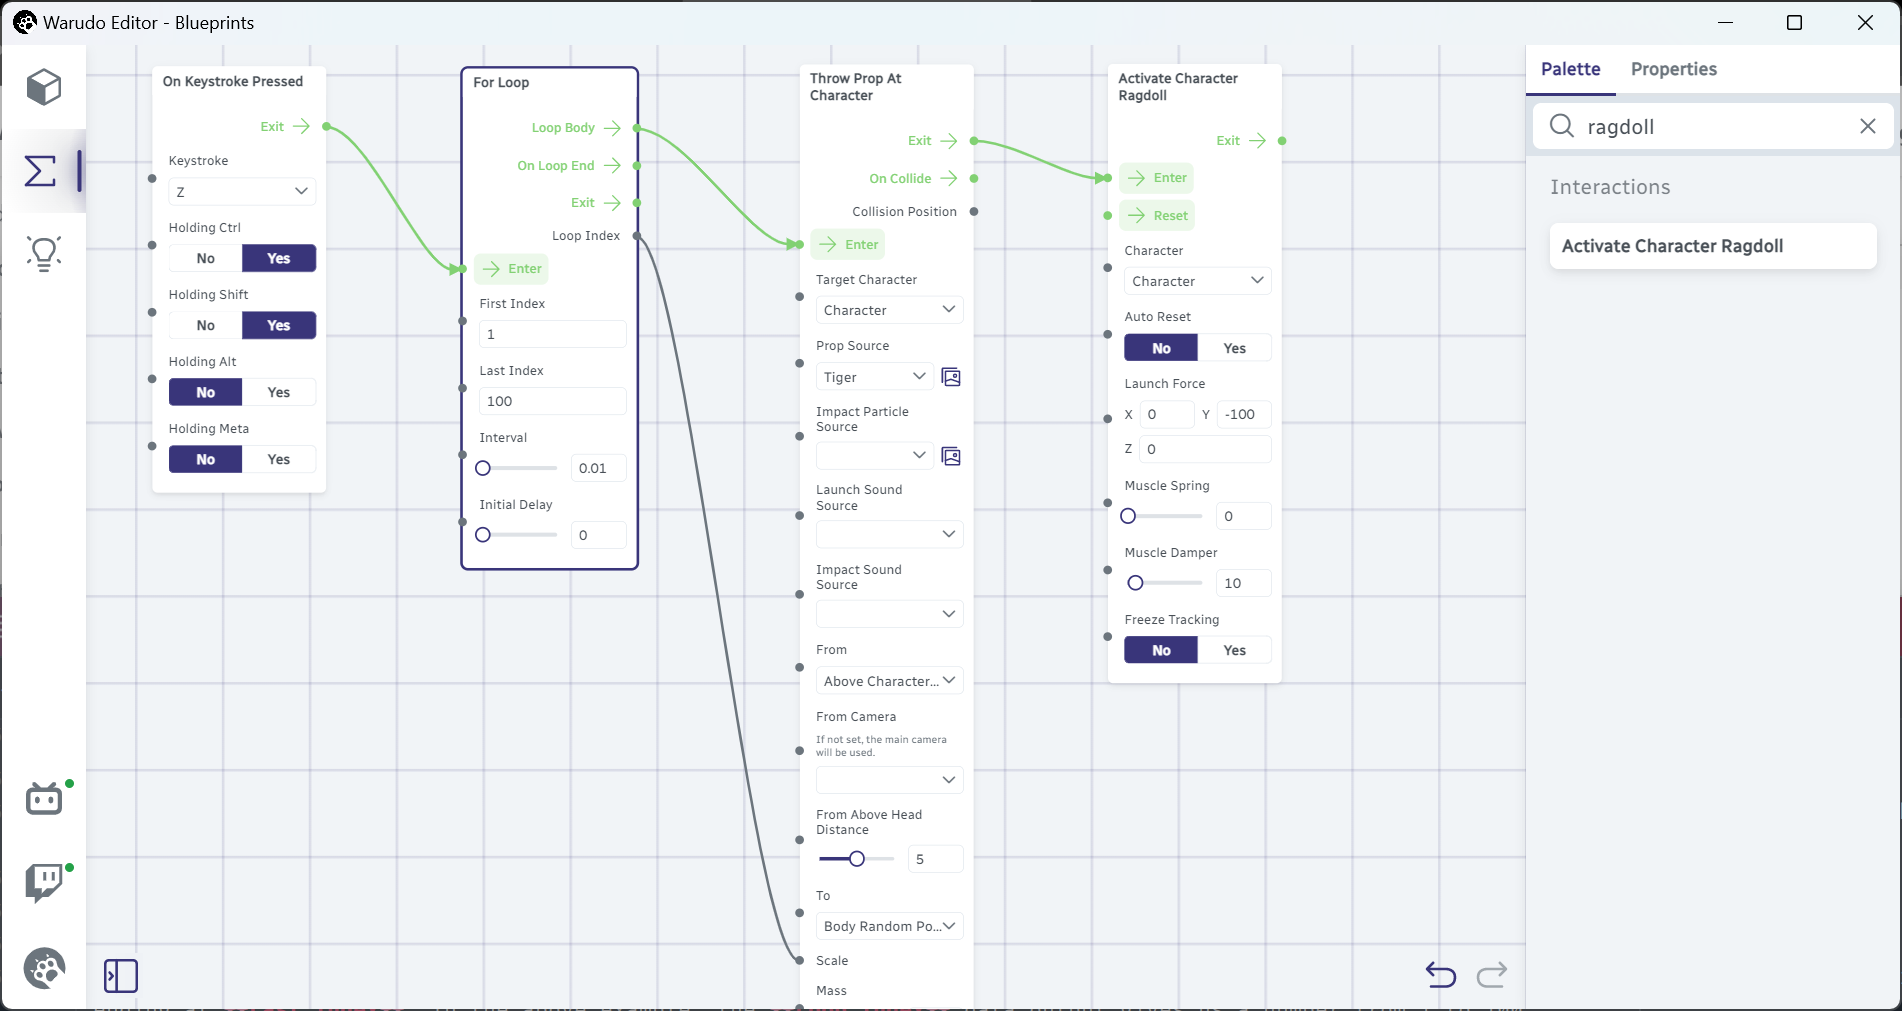 Warudo Editor - Blueprints
On Keystroke Pressed
Exit
Keystroke
Z
Holding Ctrl
No Yes
Holding Shift
No Yes
Holding Alt
No Yes
Holding Meta
No Yes
For Loop
Loop Body
On Loop End
Exit
Loop Index
Enter
First Index
1
Last Index
100
Interval
0.01
Initial Delay
0
Throw Prop At
Character
Exit
On Collide
Collision Position
Enter
Target Character
Character
Prop Source
Tiger
Impact Particle
Source
Launch Sound
Source
Impact Sound
Source
From
Above Character...
From Camera
If not set, the main camera
will be used.
From Above Head
Distance
5
To
Body Random Po...
Scale
Mass
Activate Character
Ragdoll
Exit
Enter
Reset
Character
Character
Auto Reset
No Yes
Launch Force
X 0 Y -100
Z 0
Muscle Spring
0
Muscle Damper
10
Freeze Tracking
No Yes
Palette Properties
ragdoll
Interactions
Activate Character Ragdoll